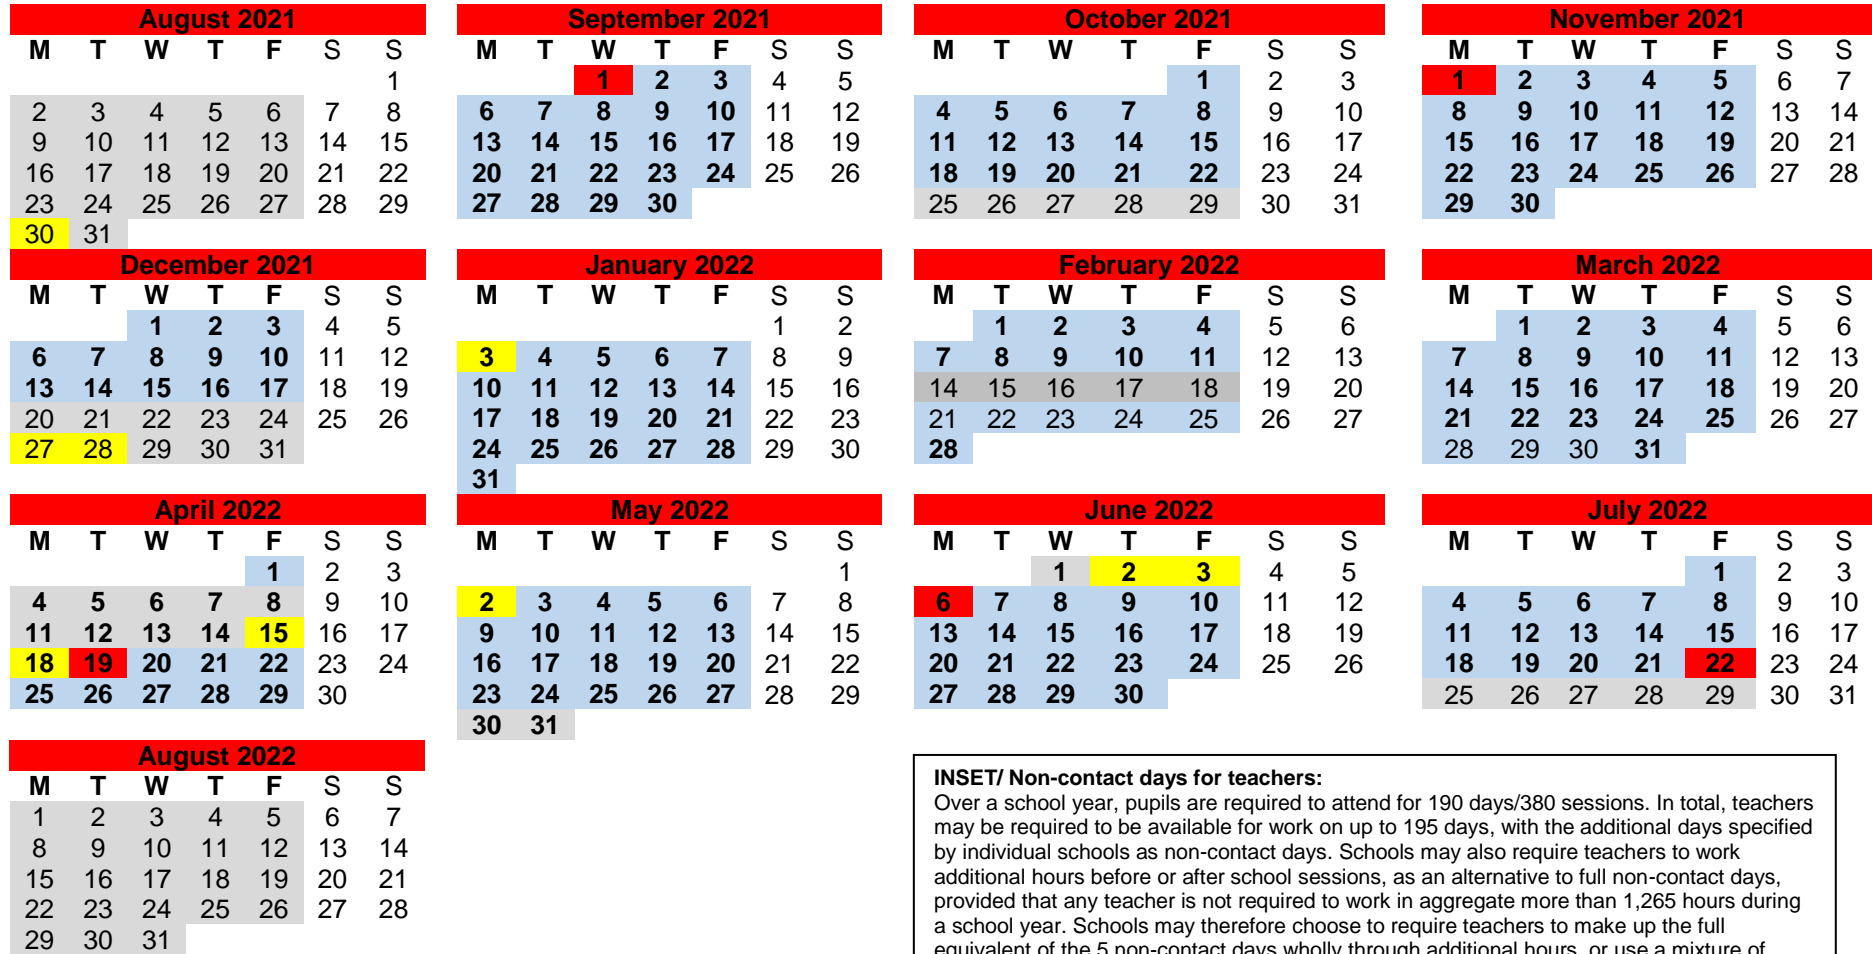 August 2021
M T W T F S S
1
2 3 4 5 6 7 8
9 10 11 12 13 14 15
16 17 18 19 20 21 22
23 24 25 26 27 28 29
30 31
September 2021
M T W T F S S
1 2 3 4 5
6 7 8 9 10 11 12
13 14 15 16 17 18 19
20 21 22 23 24 25 26
27 28 29 30
October 2021
M T W T F S S
1 2 3
4 5 6 7 8 9 10
11 12 13 14 15 16 17
18 19 20 21 22 23 24
25 26 27 28 29 30 31
November 2021
M T W T F S S
1 2 3 4 5 6 7
8 9 10 11 12 13 14
15 16 17 18 19 20 21
22 23 24 25 26 27 28
29 30
December 2021
M T W T F S S
1 2 3 4 5
6 7 8 9 10 11 12
13 14 15 16 17 18 19
20 21 22 23 24 25 26
27 28 29 30 31
January 2022
M T W T F S S
1 2
3 4 5 6 7 8 9
10 11 12 13 14 15 16
17 18 19 20 21 22 23
24 25 26 27 28 29 30
31
February 2022
M T W T F S S
1 2 3 4 5 6
7 8 9 10 11 12 13
14 15 16 17 18 19 20
21 22 23 24 25 26 27
28
March 2022
M T W T F S S
1 2 3 4 5 6
7 8 9 10 11 12 13
14 15 16 17 18 19 20
21 22 23 24 25 26 27
28 29 30 31
April 2022
M T W T F S S
1 2 3
4 5 6 7 8 9 10
11 12 13 14 15 16 17
18 19 20 21 22 23 24
25 26 27 28 29 30
May 2022
M T W T F S S
1
2 3 4 5 6 7 8
9 10 11 12 13 14 15
16 17 18 19 20 21 22
23 24 25 26 27 28 29
30 31
June 2022
M T W T F S S
1 2 3 4 5
6 7 8 9 10 11 12
13 14 15 16 17 18 19
20 21 22 23 24 25 26
27 28 29 30
July 2022
M T W T F S S
1 2 3
4 5 6 7 8 9 10
11 12 13 14 15 16 17
18 19 20 21 22 23 24
25 26 27 28 29 30 31
August 2022
M T W T F S S
1 2 3 4 5 6 7
8 9 10 11 12 13 14
15 16 17 18 19 20 21
22 23 24 25 26 27 28
29 30 31
INSET/ Non-contact days for teachers:
Over a school year, pupils are required to attend for 190 days/380 sessions. In total, teachers
may be required to be available for work on up to 195 days, with the additional days specified
by individual schools as non-contact days. Schools may also require teachers to work
additional hours before or after school sessions, as an alternative to full non-contact days,
provided that any teacher is not required to work in aggregate more than 1,265 hours during
a school year. Schools may therefore choose to require teachers to make up the full
equivalent of the 5 non-contact days wholly through additional hours, or use a mixture of